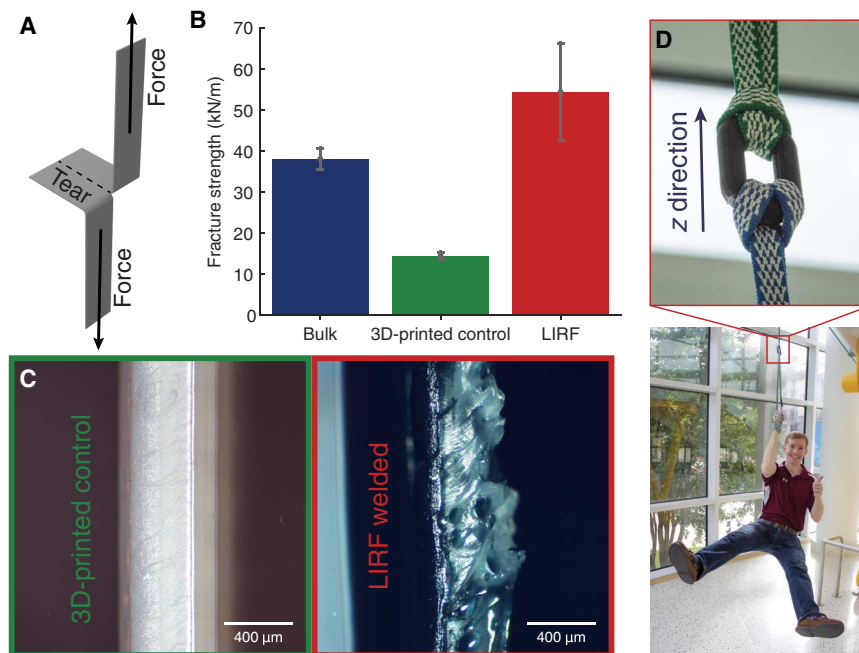 A
Force
Tear
Force
B
Fracture strength (kN/m)
70
60
50
40
30
20
10
0
Bulk
3D-printed control
LIRF
C
3D-printed control
400 µm
LIRF welded
400 µm
D
z direction